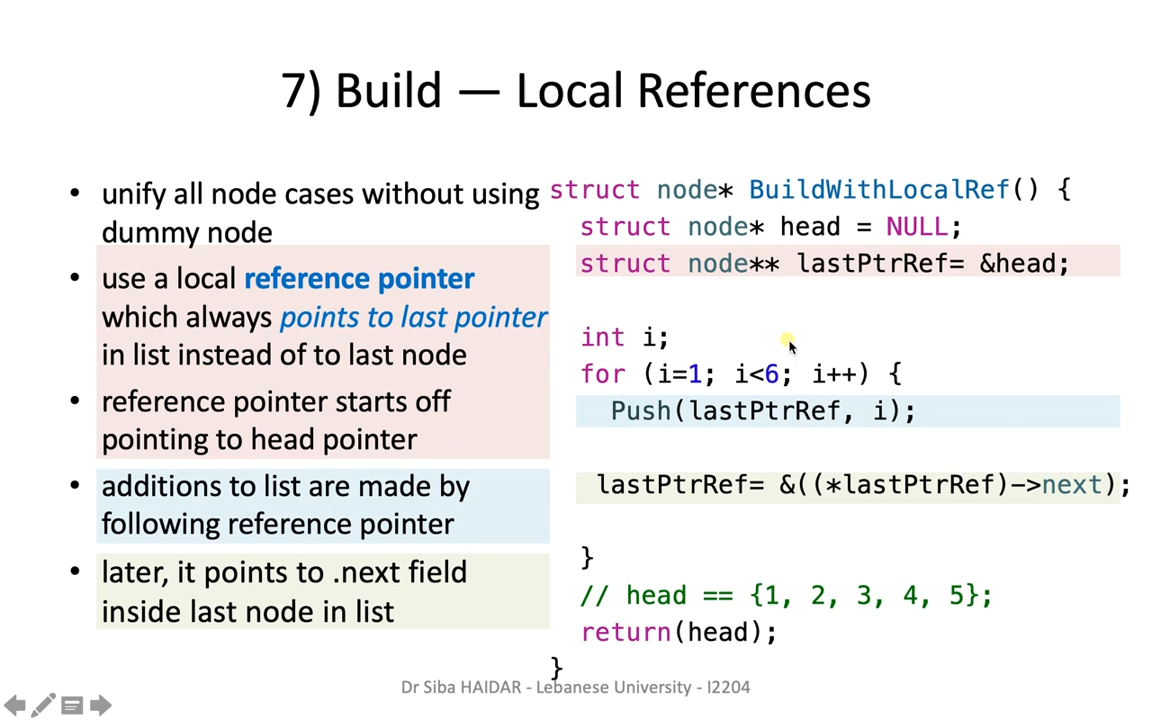 7) Build — Local References
• unify all node cases without using
dummy node
• use a local reference pointer
which always points to last pointer
in list instead of to last node
• reference pointer starts off
pointing to head pointer
• additions to list are made by
following reference pointer
• later, it points to .next field
inside last node in list
struct node* BuildWithLocalRef() {
struct node* head = NULL;
struct node** lastPtrRef= &head;
int i;
for (i=1; i<6; i++) {
Push(lastPtrRef, i);
lastPtrRef= &((*lastPtrRef)->next);
}
// head == {1, 2, 3, 4, 5};
return(head);
}
Dr Siba HAIDAR - Lebanese University - I2204